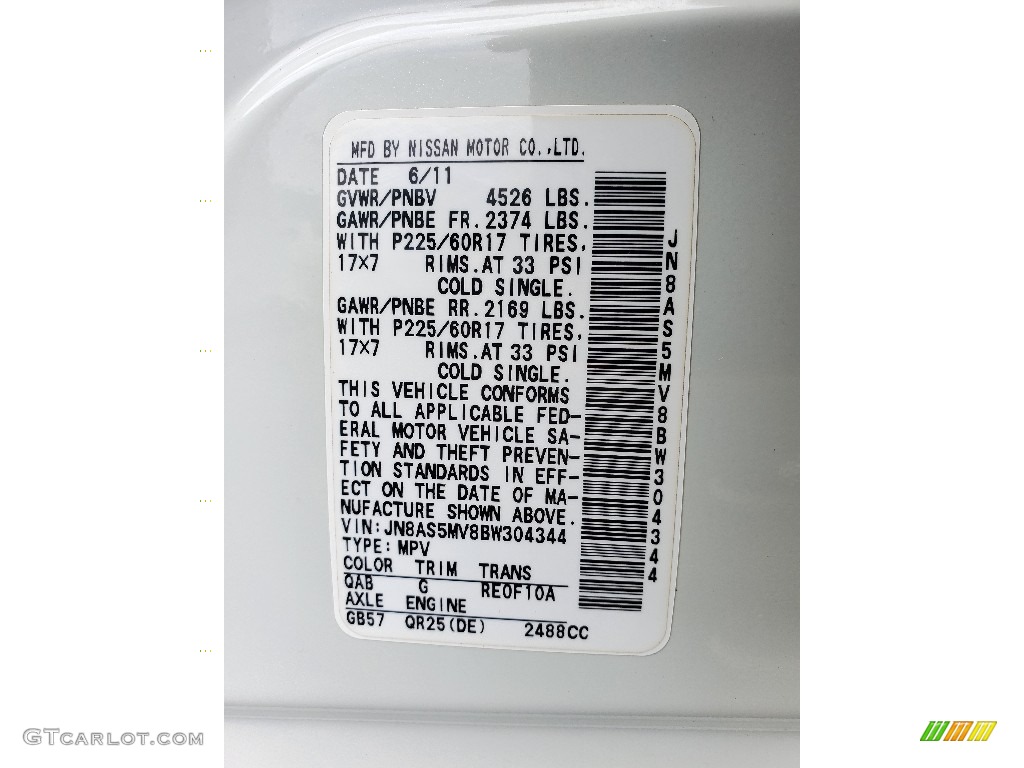 MFD BY NISSAN MOTOR CO.,LTD.
DATE 6/11
GVWR/PNBV 4526 LBS.
GAWR/PNBE FR.2374 LBS.
WITH P225/60R17 TIRES.
17×7 RIMS.AT 33 PSI
COLD SINGLE.
GAWR/PNBE RR.2169 LBS.
WITH P225/60R17 TIRES.
17×7 RIMS.AT 33 PSI
COLD SINGLE.
THIS VEHICLE CONFORMS
TO ALL APPLICABLE FED-
ERAL MOTOR VEHICLE SA-
FETY AND THEFT PREVEN-
TION STANDARDS IN EFF-
ECT ON THE DATE OF MA-
NUFACTURE SHOWN ABOVE.
VIN:JN8AS5MV8BW304344
TYPE:MPV
COLOR TRIM TRANS
QAB G RE0F10A
AXLE ENGINE
GB57 QR25(DE) 2488CC
JN8AS5MV8BW304344
GTCARLOT.COM